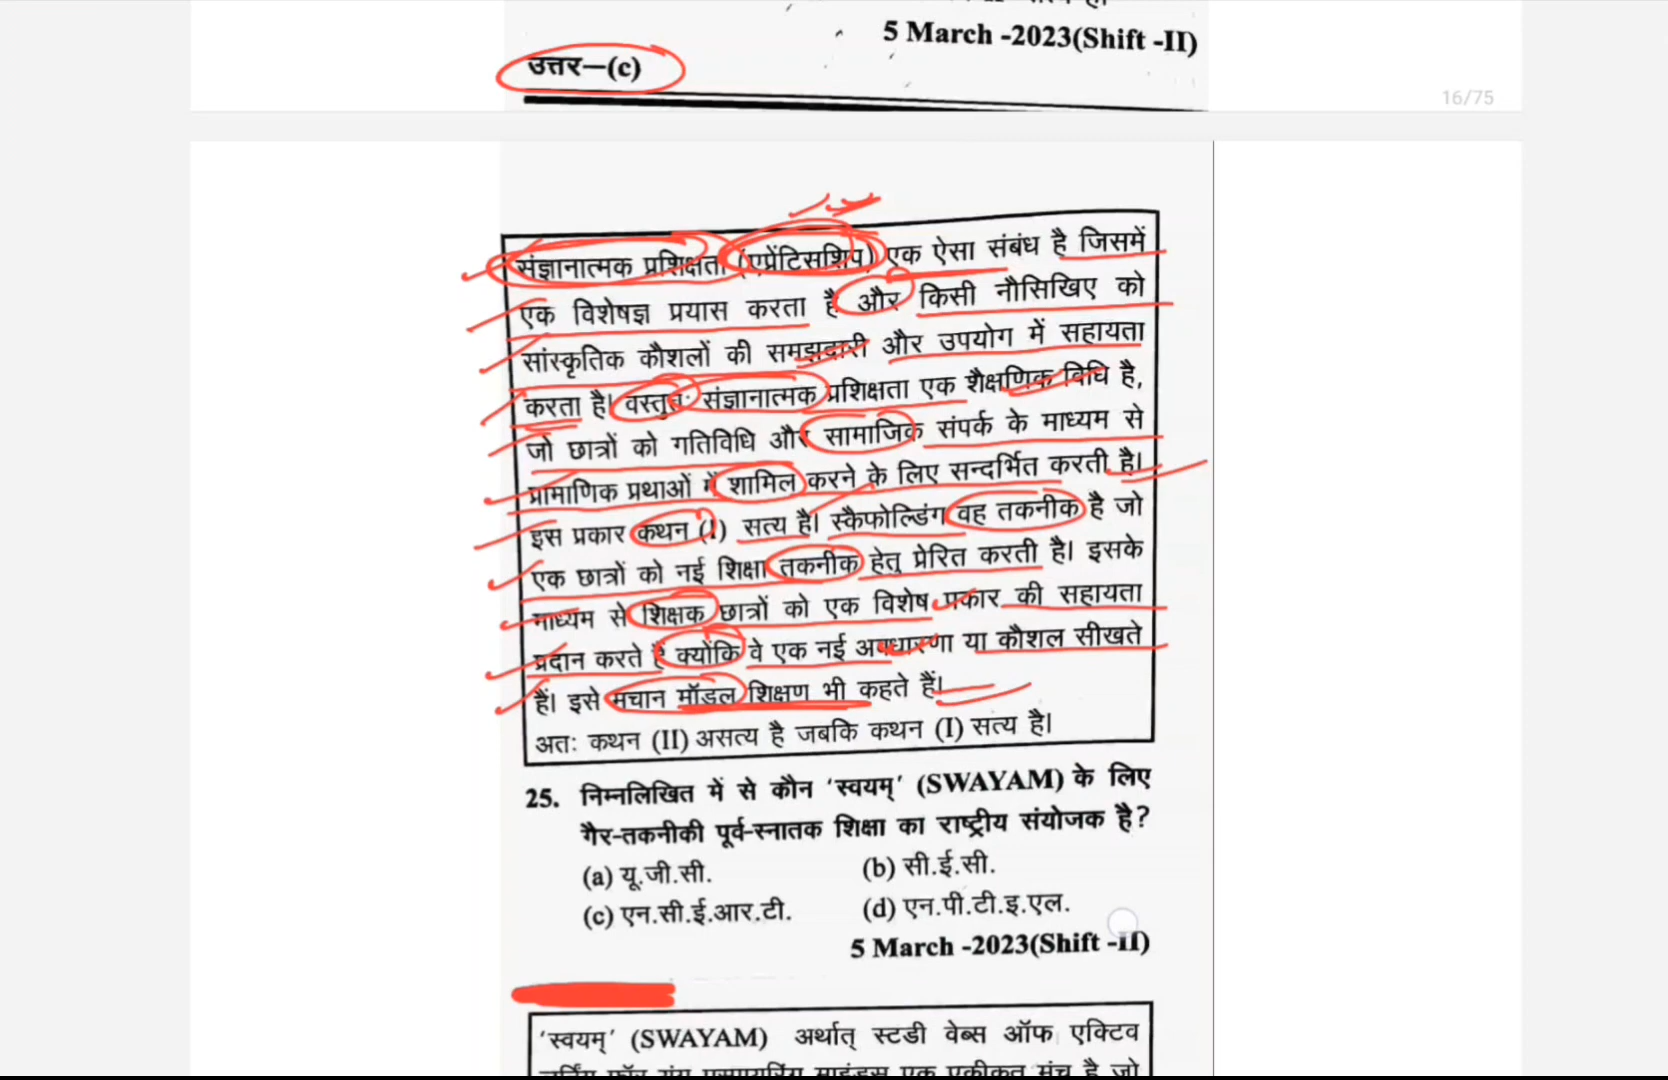 5 March -2023(Shift -II)
उत्तर–(c)
16/75
संज्ञानात्मक प्रशिक्षता (एप्रेंटिसशिप) एक ऐसा संबंध है जिसमें
एक विशेषज्ञ प्रयास करता है और किसी नौसिखिए को
सांस्कृतिक कौशलों की समझदारी और उपयोग में सहायता
करता है। वस्तुतः संज्ञानात्मक प्रशिक्षता एक शैक्षणिक विधि है,
जो छात्रों को गतिविधि और सामाजिक संपर्क के माध्यम से
प्रामाणिक प्रथाओं में शामिल करने के लिए सन्दर्भित करती है।
इस प्रकार कथन (I) सत्य है। स्कैफोल्डिंग वह तकनीक है जो
एक छात्रों को नई शिक्षा तकनीक हेतु प्रेरित करती है। इसके
माध्यम से शिक्षक छात्रों को एक विशेष प्रकार की सहायता
प्रदान करते हैं क्योंकि वे एक नई अवधारणा या कौशल सीखते
हैं। इसे मचान मॉडल शिक्षण भी कहते हैं।
अतः कथन (II) असत्य है जबकि कथन (I) सत्य है।
25. निम्नलिखित में से कौन ‘स्वयम्’ (SWAYAM) के लिए
गैर-तकनीकी पूर्व-स्नातक शिक्षा का राष्ट्रीय संयोजक है?
(a) यू.जी.सी. (b) सी.ई.सी.
(c) एन.सी.ई.आर.टी. (d) एन.पी.टी.इ.एल.
5 March -2023(Shift -II)
‘स्वयम्’ (SWAYAM) अर्थात् स्टडी वेब्स ऑफ एक्टिव